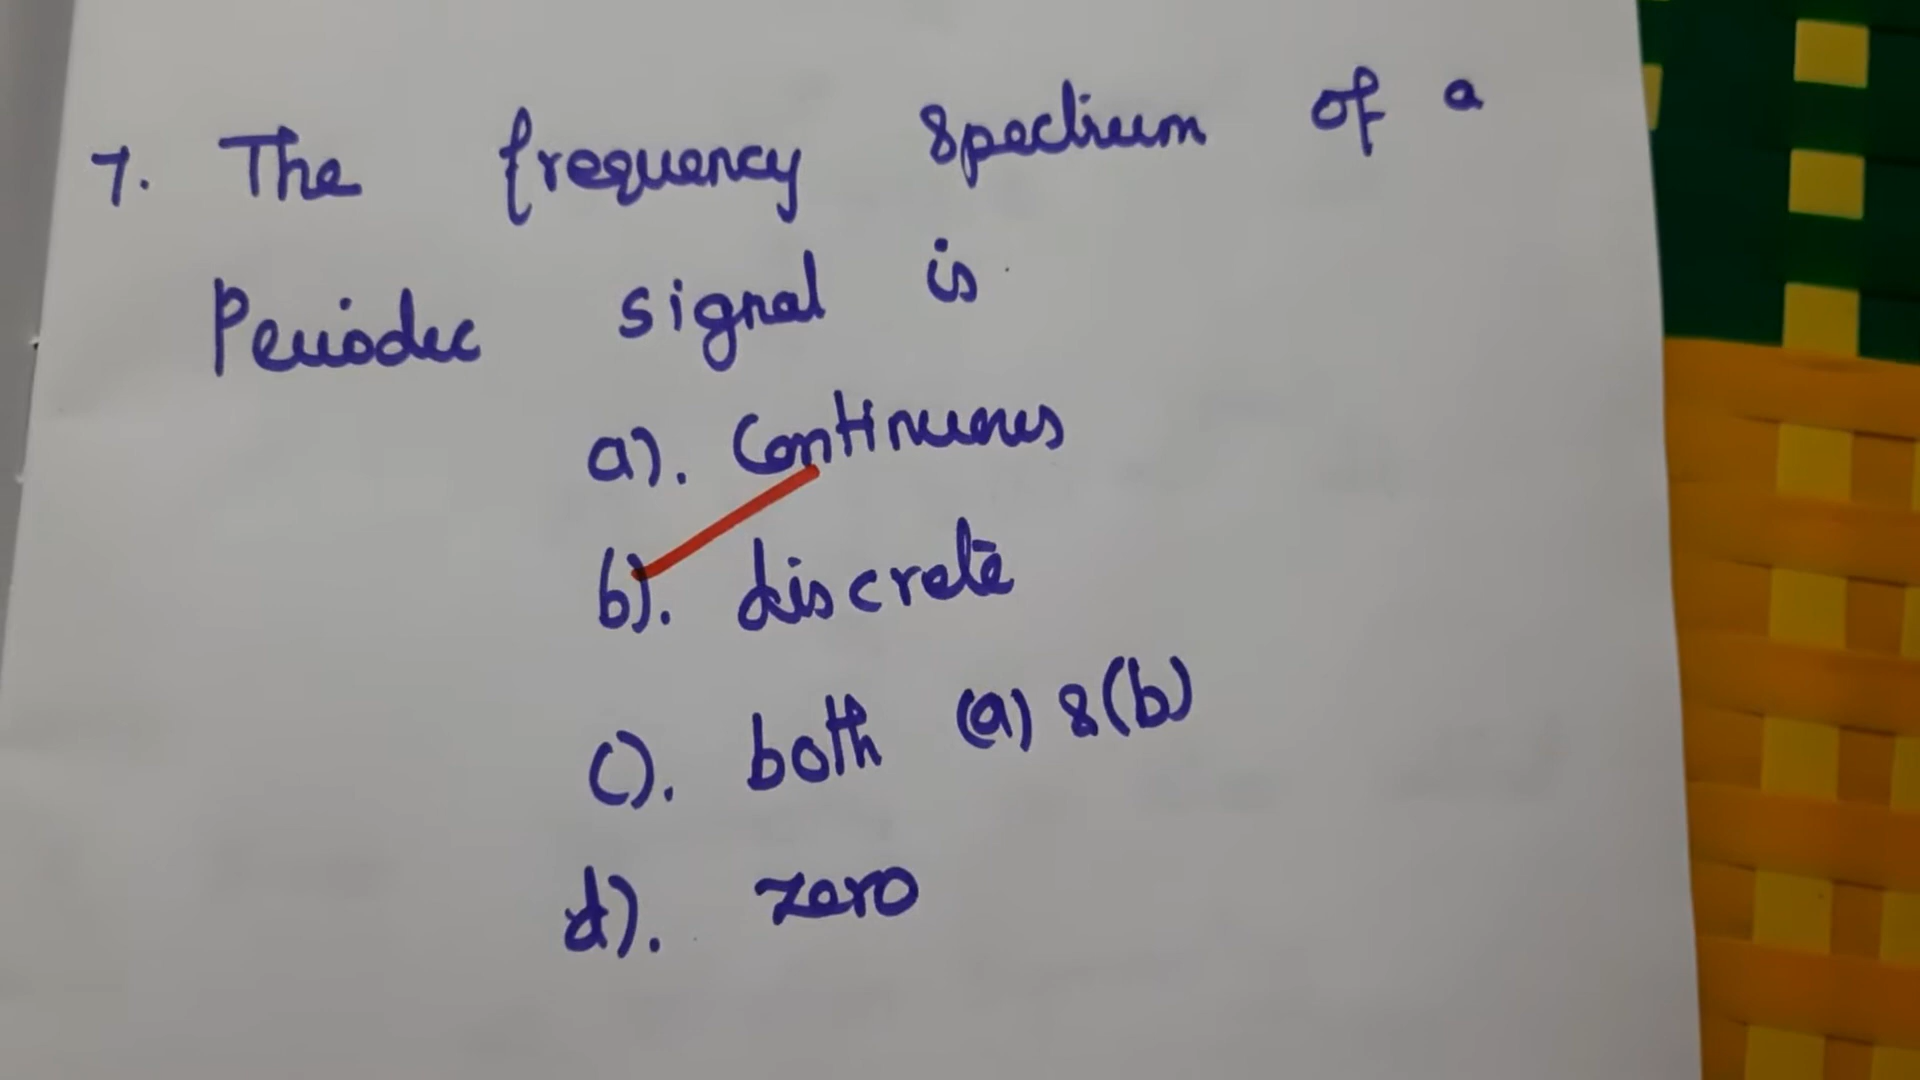 7. The frequency spectrum of a
Periodic signal is
a). Continuous
b). discrete
c). both (a) & (b)
d). zero